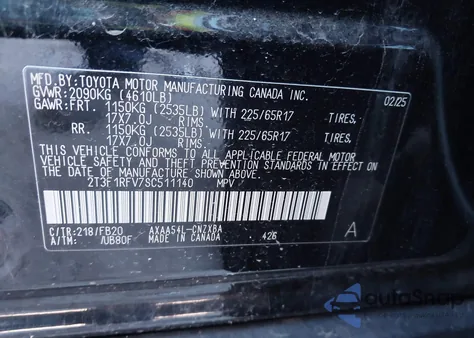 MFD.BY:TOYOTA MOTOR MANUFACTURING CANADA INC.
GVWR:2090KG (4610LB) 02/25
GAWR:FRT. 1150KG (2535LB) WITH 225/65R17 TIRES,
17X7.0J RIMS.
RR. 1150KG (2535LB) WITH 225/65R17 TIRES,
17X7.0J RIMS.
THIS VEHICLE CONFORMS TO ALL APPLICABLE FEDERAL MOTOR
VEHICLE SAFETY AND THEFT PREVENTION STANDARDS IN EFFECT ON
THE DATE OF MANUFACTURE SHOWN ABOVE.
2T3F1RFV7SC511140 MPV
C/TR:218/FB20 AXAA54L-CNZXBA
A/TM: /UB80F MADE IN CANADA 426 A
autoSnap